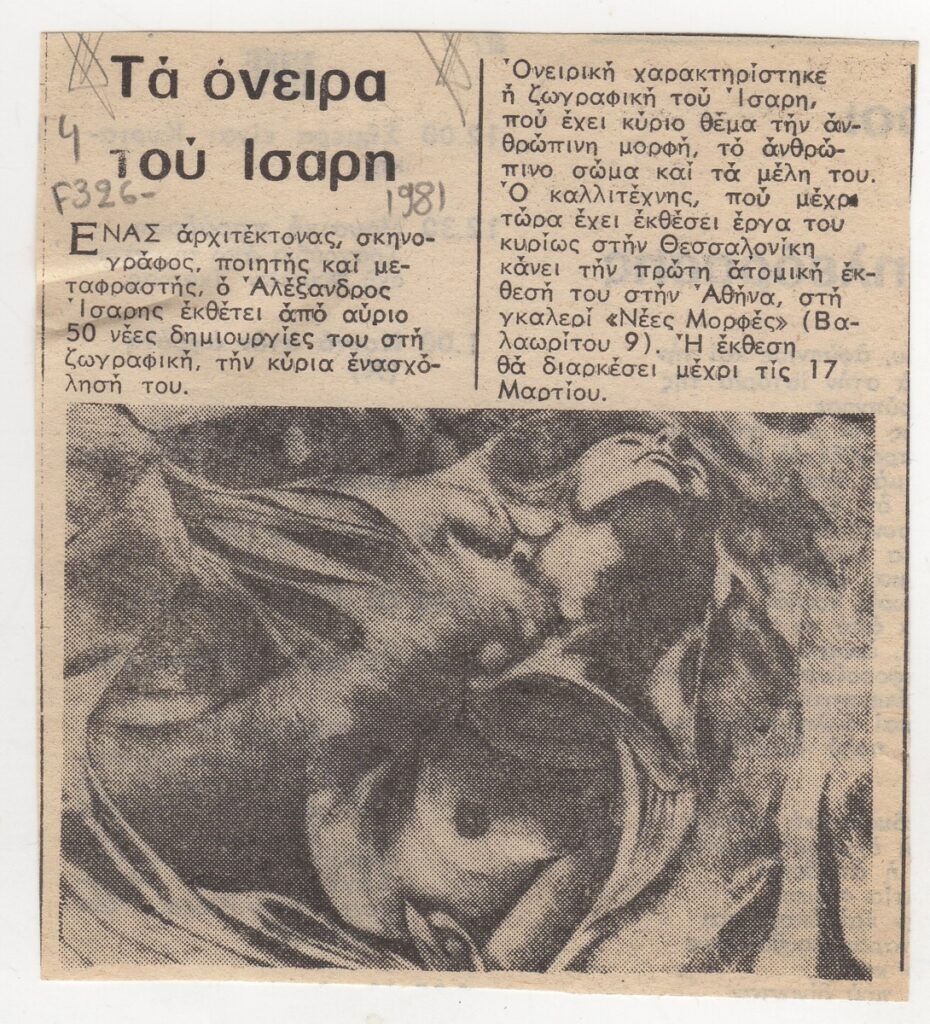 Τά όνειρα
τού Ισαρη
4
F326-
1981
ΕΝΑΣ άρχιτέκτονας, σκηνο-
γράφος, ποιητής καί με-
ταφραστής, ό Άλέξανδρος
Ίσαρης έκθέτει άπό αύριο
50 νέες δημιουργίες του στή
ζωγραφική, τήν κύρια ένασχό-
λησή του.
Όνειρική χαρακτηρίστηκε
ή ζωγραφική τού Ίσαρη,
πού έχει κύριο θέμα τήν άν-
θρώπινη μορφή, τό άνθρώ-
πινο σώμα καί τά μέλη του.
Ό καλλιτέχνης, πού μέχρι
τώρα έχει έκθέσει έργα του
κυρίως στήν Θεσσαλονίκη
κάνει τήν πρώτη άτομική έκ-
θεσή του στήν Άθήνα, στή
γκαλερί «Νέες Μορφές» (Βα-
λαωρίτου 9). Ή έκθεση
θά διαρκέσει μέχρι τίς 17
Μαρτίου.